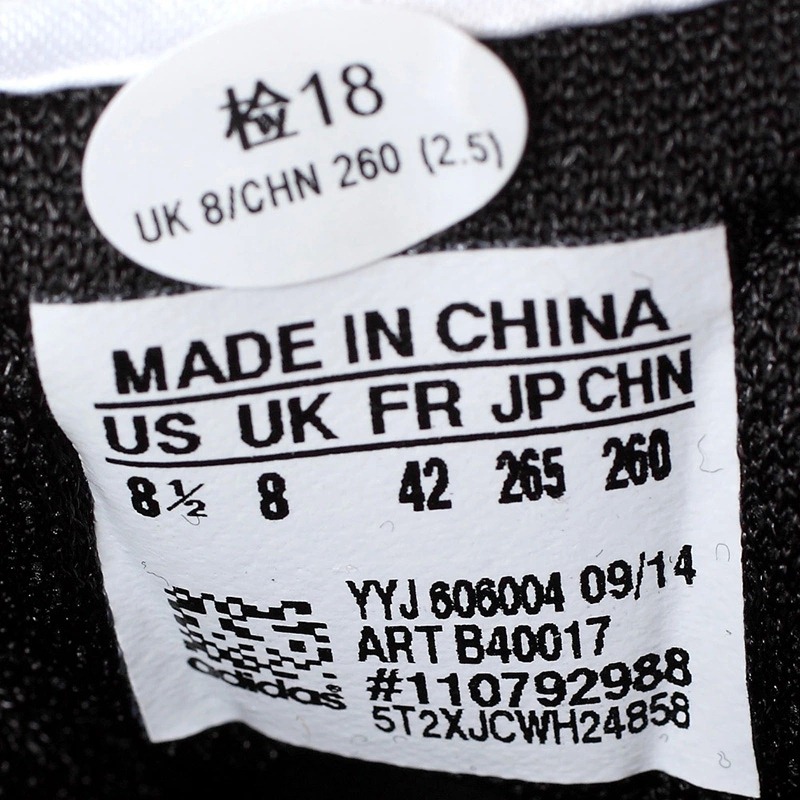 检18
UK 8/CHN 260 (2.5)
MADE IN CHINA
US UK FR JP CHN
8½ 8 42 265 260
YYJ 606004 09/14
ART B40017
#110792988
5T2XJCWH24858
adidas